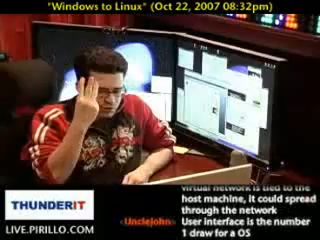 "Windows to Linux" (Oct 22, 2007 08:32pm)
virtual network is tied to the
host machine, it could spread
through the network
<UncleJohn> User interface is the number
1 draw for a OS
THUNDERIT
LIVE.PIRILLO.COM